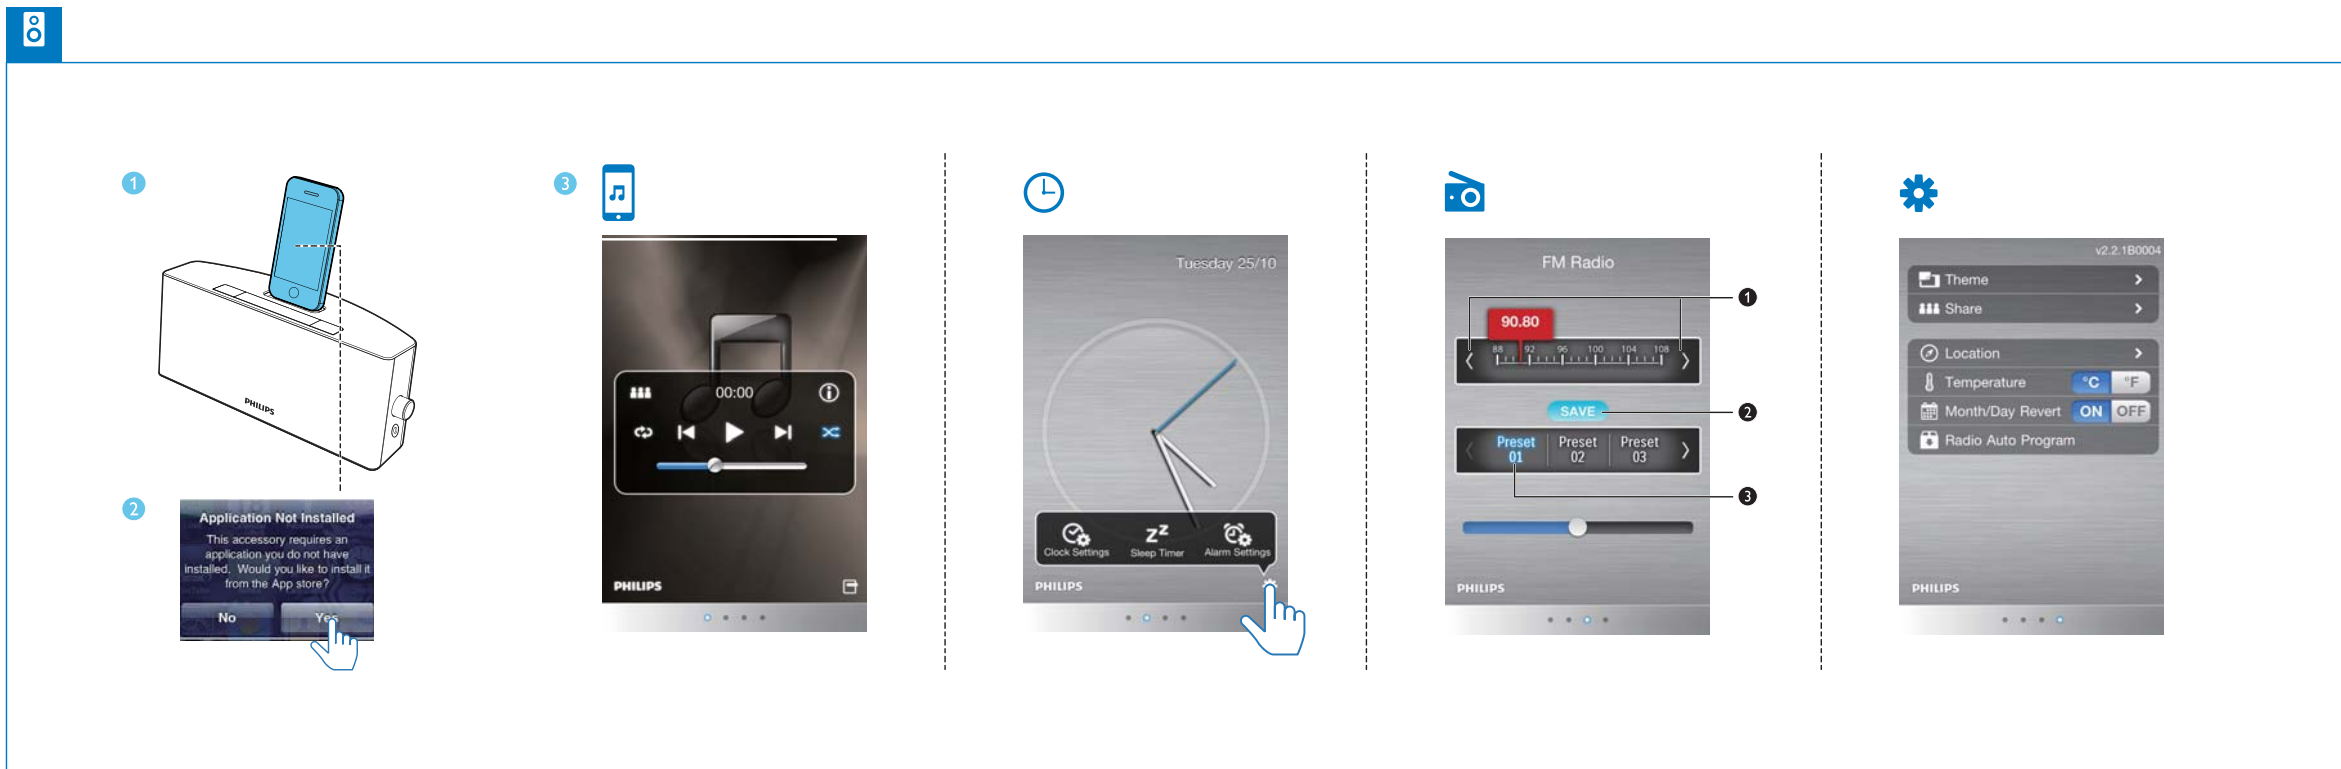 1
PHILIPS
2
Application Not Installed
This accessory requires an
application you do not have
installed. Would you like to install it
from the App store?
No
Yes
3
00:00
PHILIPS
Tuesday 25/10
Clock Settings
Sleep Timer
Alarm Settings
PHILIPS
FM Radio
1
90.80
88 92 96 100 104 108
SAVE
2
Preset 01
Preset 02
Preset 03
3
PHILIPS
v2.2.1B0004
Theme
Share
Location
Temperature °C °F
Month/Day Revert ON OFF
Radio Auto Program
PHILIPS